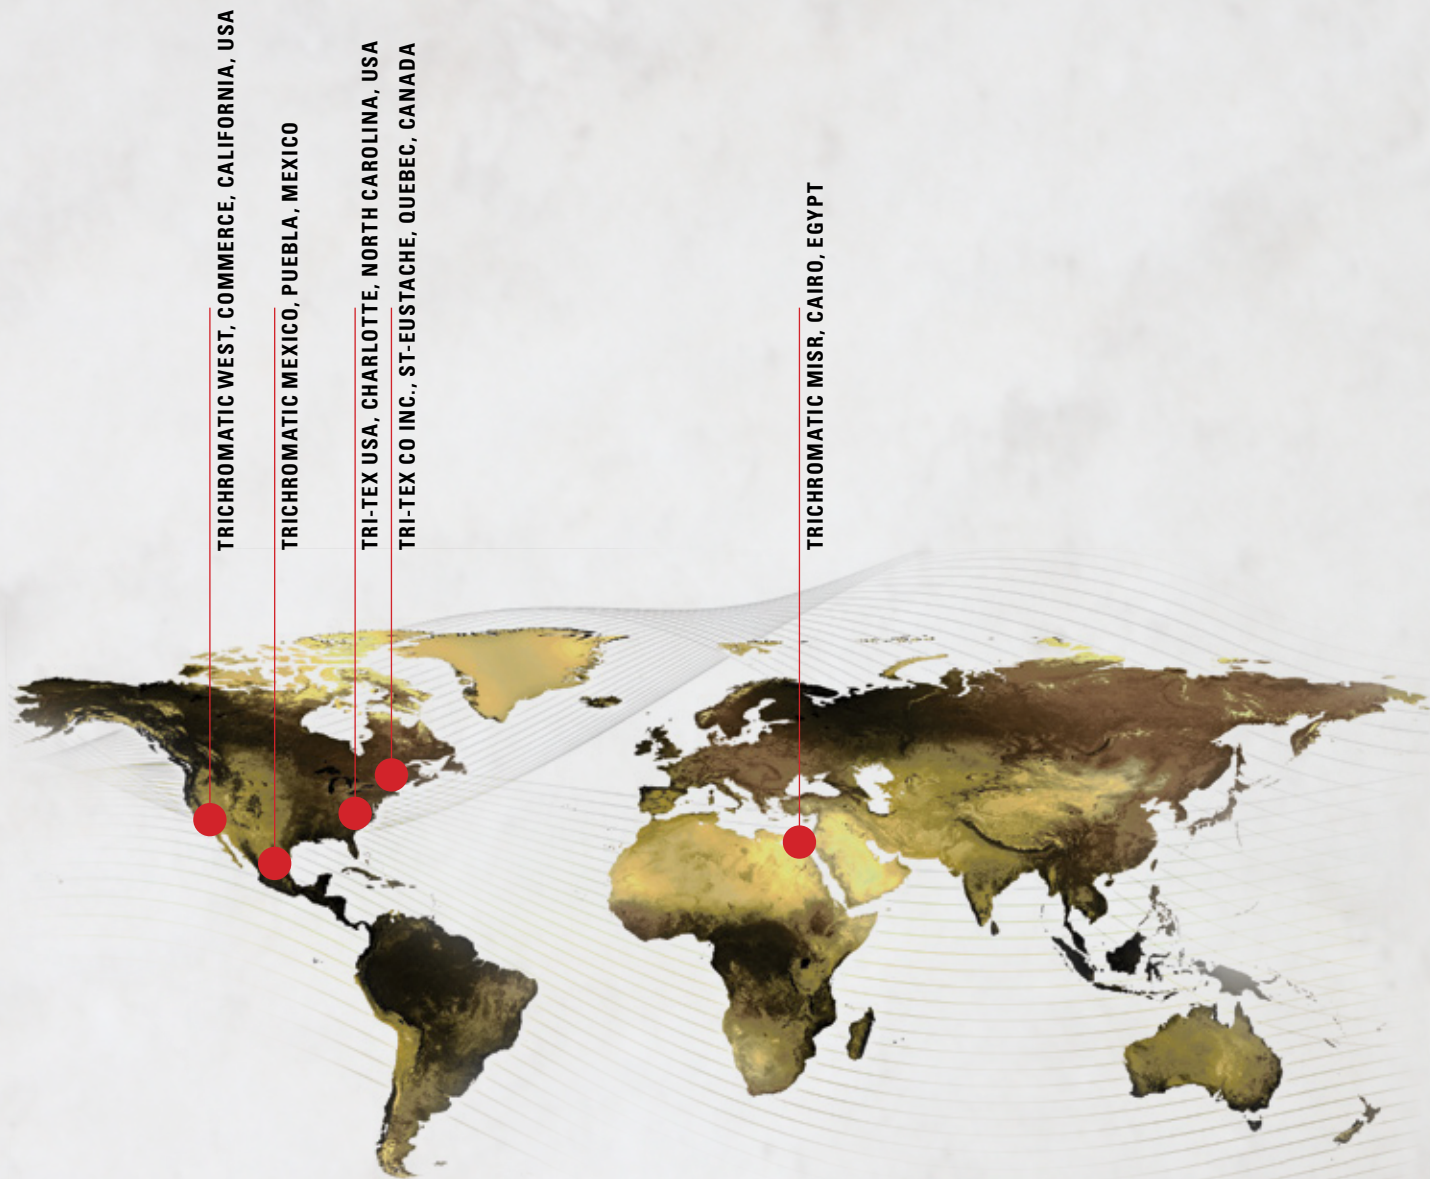 TRICHROMATIC WEST, COMMERCE, CALIFORNIA, USA
TRICHROMATIC MEXICO, PUEBLA, MEXICO
TRI-TEX USA, CHARLOTTE, NORTH CAROLINA, USA
TRI-TEX CO INC., ST-EUSTACHE, QUEBEC, CANADA
TRICHROMATIC MISR, CAIRO, EGYPT